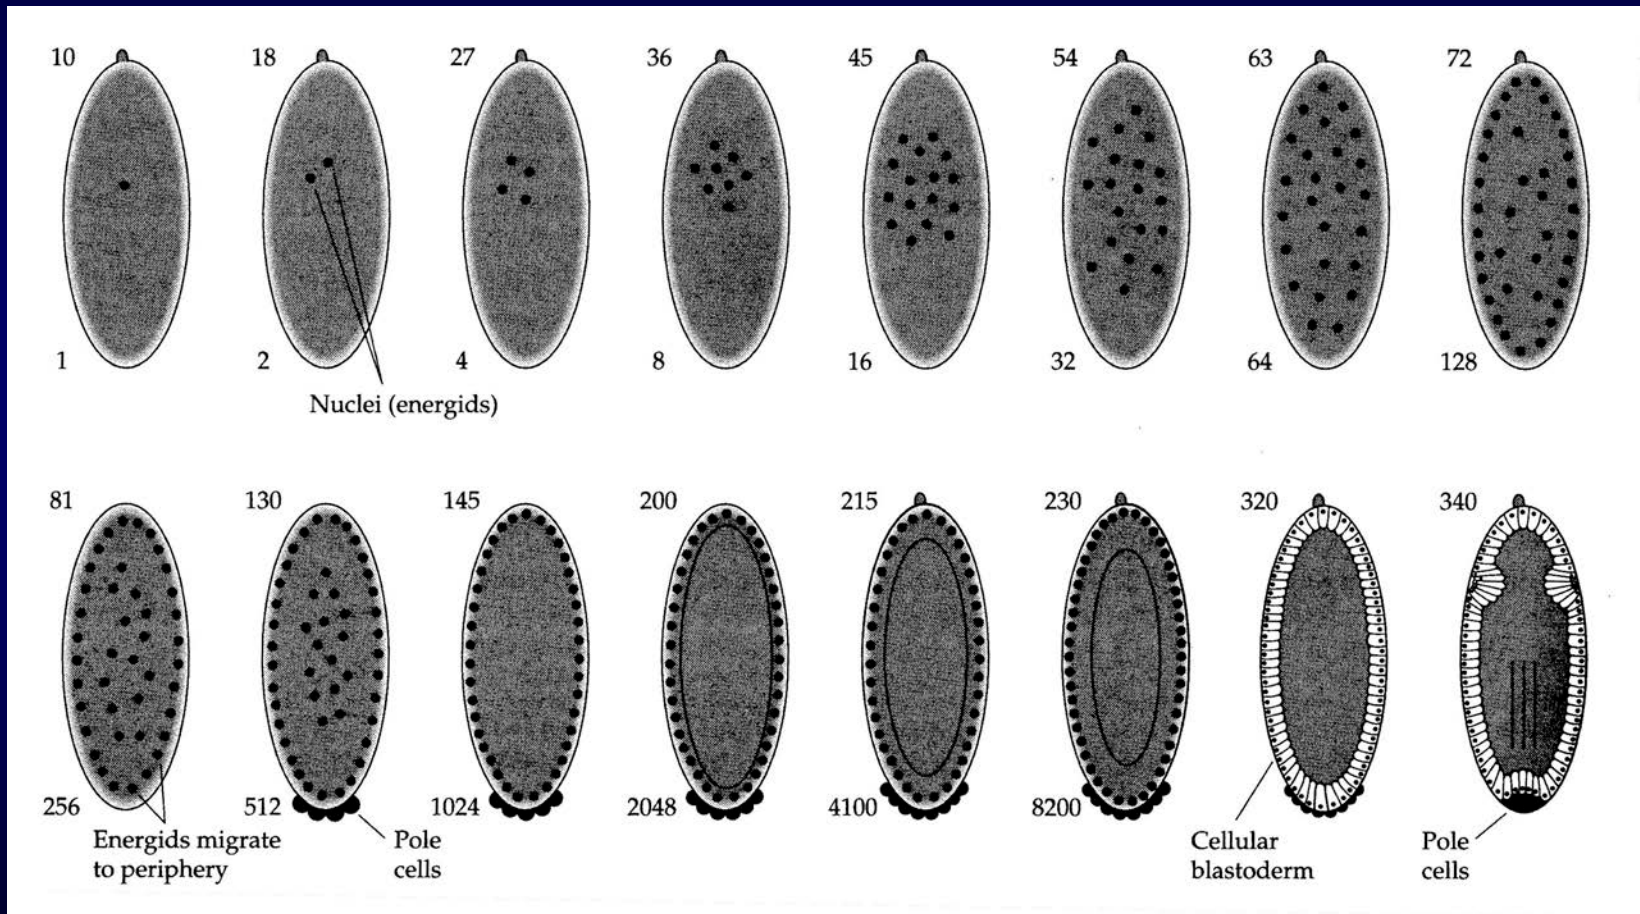 10 18 27 36 45 54 63 72
1 2 4 8 16 32 64 128
Nuclei (energids)
81 130 145 200 215 230 320 340
256 512 1024 2048 4100 8200
Energids migrate
to periphery
Pole
cells
Cellular
blastoderm
Pole
cells